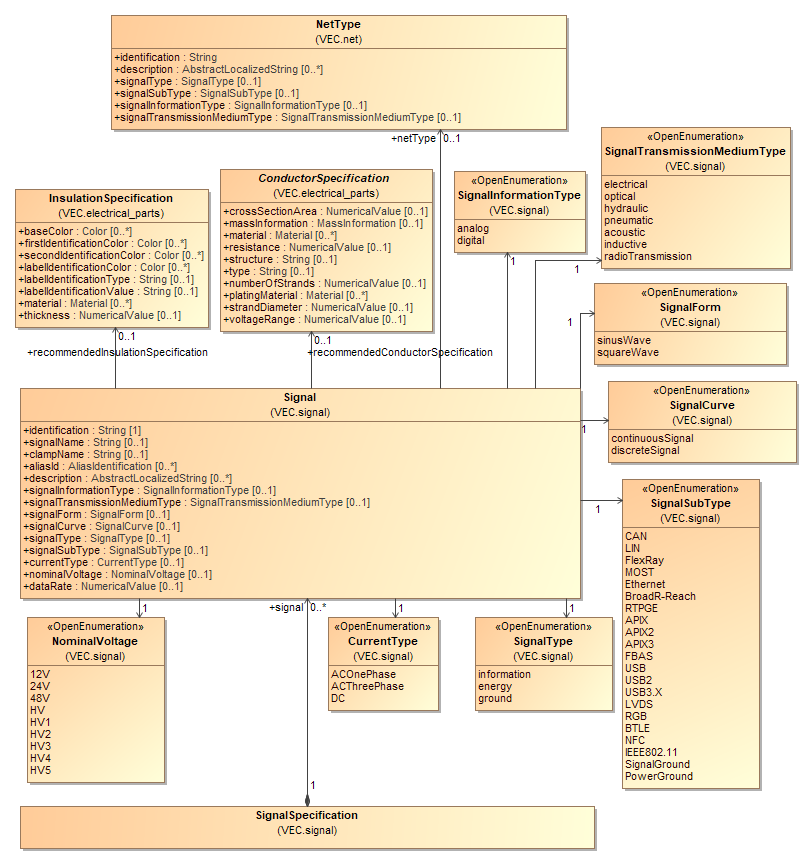 NetType
(VEC.net)
+identification : String
+description : AbstractLocalizedString [0..*]
+signalType : SignalType [0..1]
+signalSubType : SignalSubType [0..1]
+signalInformationType : SignalInformationType [0..1]
+signalTransmissionMediumType : SignalTransmissionMediumType [0..1]
+netType 0..1
«OpenEnumeration»
SignalTransmissionMediumType
(VEC.signal)
electrical
optical
hydraulic
pneumatic
acoustic
inductive
radioTransmission
1
InsulationSpecification
(VEC.electrical_parts)
+baseColor : Color [0..*]
+firstIdentificationColor : Color [0..*]
+secondIdentificationColor : Color [0..*]
+labelIdentificationColor : Color [0..*]
+labelIdentificationType : String [0..1]
+labelIdentificationValue : String [0..1]
+material : Material [0..*]
+thickness : NumericalValue [0..1]
0..1
+recommendedInsulationSpecification
ConductorSpecification
(VEC.electrical_parts)
+crossSectionArea : NumericalValue [0..1]
+massInformation : MassInformation [0..1]
+material : Material [0..*]
+resistance : NumericalValue [0..1]
+structure : String [0..1]
+type : String [0..1]
+numberOfStrands : NumericalValue [0..1]
+platingMaterial : Material [0..*]
+strandDiameter : NumericalValue [0..1]
+voltageRange : NumericalValue [0..1]
0..1
+recommendedConductorSpecification
«OpenEnumeration»
SignalInformationType
(VEC.signal)
analog
digital
1
«OpenEnumeration»
SignalForm
(VEC.signal)
sinusWave
squareWave
1
«OpenEnumeration»
SignalCurve
(VEC.signal)
continuousSignal
discreteSignal
1
Signal
(VEC.signal)
+identification : String [1]
+signalName : String [0..1]
+clampName : String [0..1]
+aliasId : AliasIdentification [0..*]
+description : AbstractLocalizedString [0..*]
+signalInformationType : SignalInformationType [0..1]
+signalTransmissionMediumType : SignalTransmissionMediumType [0..1]
+signalForm : SignalForm [0..1]
+signalCurve : SignalCurve [0..1]
+signalType : SignalType [0..1]
+signalSubType : SignalSubType [0..1]
+currentType : CurrentType [0..1]
+nominalVoltage : NominalVoltage [0..1]
+dataRate : NumericalValue [0..1]
«OpenEnumeration»
SignalSubType
(VEC.signal)
CAN
LIN
FlexRay
MOST
Ethernet
BroadR-Reach
RTPGE
APIX
APIX2
APIX3
FBAS
USB
USB2
USB3.X
LVDS
RGB
BTLE
NFC
IEEE802.11
SignalGround
PowerGround
1
1
+signal 0..*
1
1
«OpenEnumeration»
NominalVoltage
(VEC.signal)
12V
24V
48V
HV
HV1
HV2
HV3
HV4
HV5
«OpenEnumeration»
CurrentType
(VEC.signal)
ACOnePhase
ACThreePhase
DC
«OpenEnumeration»
SignalType
(VEC.signal)
information
energy
ground
1
SignalSpecification
(VEC.signal)